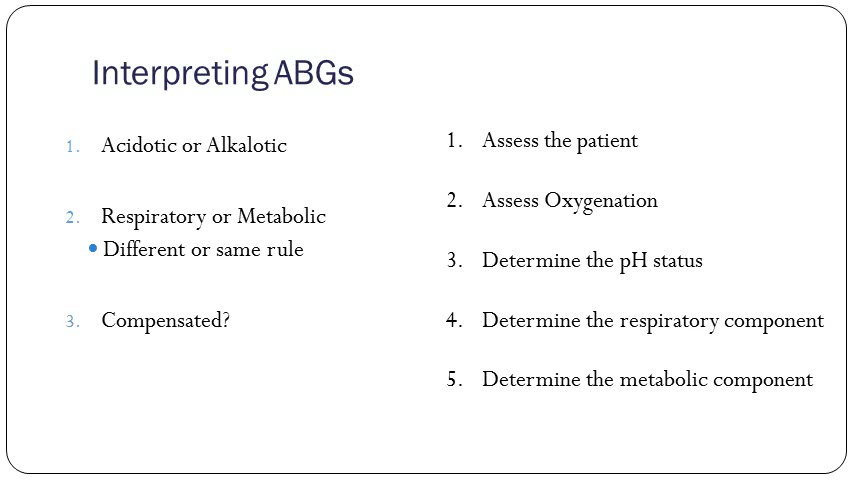 Interpreting ABGs
1. Acidotic or Alkalotic
2. Respiratory or Metabolic
• Different or same rule
3. Compensated?
1. Assess the patient
2. Assess Oxygenation
3. Determine the pH status
4. Determine the respiratory component
5. Determine the metabolic component